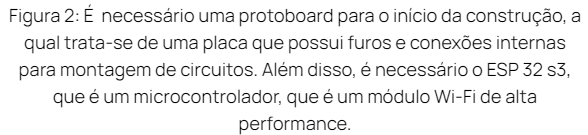 Figura 2: É necessário uma protoboard para o início da construção, a
qual trata-se de uma placa que possui furos e conexões internas
para montagem de circuitos. Além disso, é necessário o ESP 32 s3,
que é um microcontrolador, que é um módulo Wi-Fi de alta
performance.